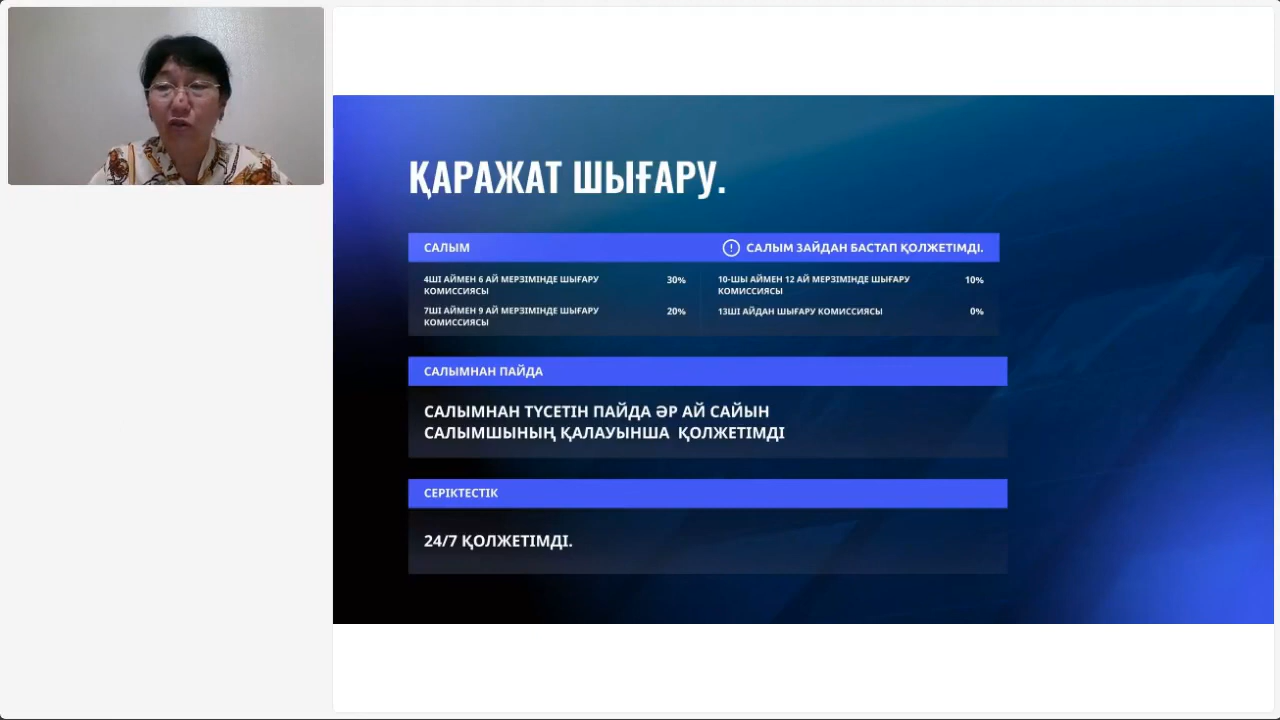 ҚАРАЖАТ ШЫҒАРУ.
САЛЫМ
САЛЫМ 3АЙДАН БАСТАП ҚОЛЖЕТІМДІ.
4ШІ АЙМЕН 6 АЙ МЕРЗІМІНДЕ ШЫҒАРУ
КОМИССИЯСЫ
30%
7ШІ АЙМЕН 9 АЙ МЕРЗІМІНДЕ ШЫҒАРУ
КОМИССИЯСЫ
20%
10-ШЫ АЙМЕН 12 АЙ МЕРЗІМІНДЕ ШЫҒАРУ
КОМИССИЯСЫ
10%
13ШІ АЙДАН ШЫҒАРУ КОМИССИЯСЫ
0%
САЛЫМНАН ПАЙДА
САЛЫМНАН ТҮСЕТІН ПАЙДА ӘР АЙ САЙЫН
САЛЫМШЫНЫҢ ҚАЛАУЫНША ҚОЛЖЕТІМДІ
СЕРІКТЕСТІК
24/7 ҚОЛЖЕТІМДІ.